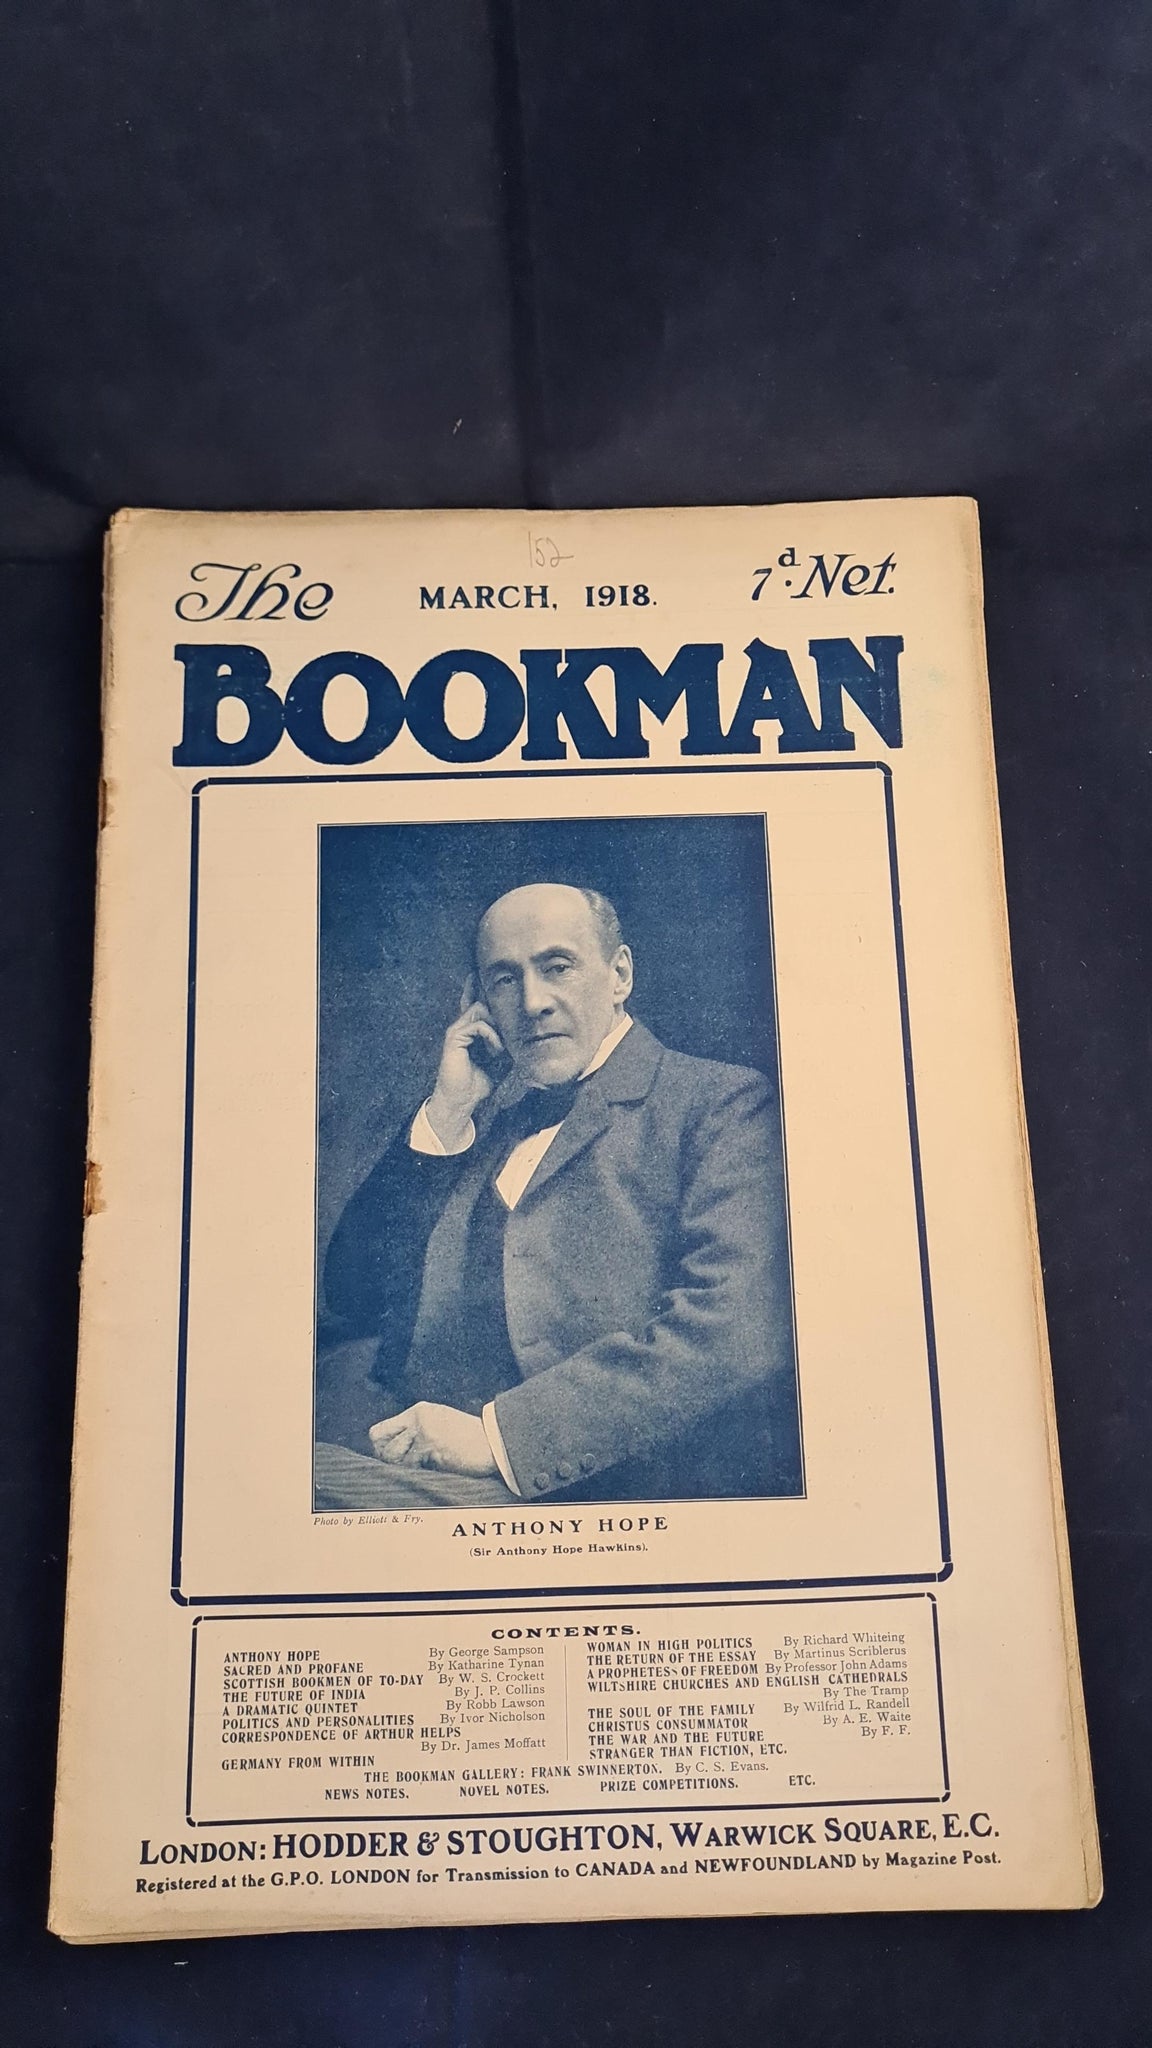 152
The
MARCH, 1918.
7d. Net.
BOOKMAN
Photo by Elliott & Fry.
ANTHONY HOPE
(Sir Anthony Hope Hawkins).
CONTENTS.
ANTHONY HOPE By George Sampson
SACRED AND PROFANE By Katharine Tynan
SCOTTISH BOOKMEN OF TO-DAY By W. S. Crockett
THE FUTURE OF INDIA By J. P. Collins
A DRAMATIC QUINTET By Robb Lawson
POLITICS AND PERSONALITIES By Ivor Nicholson
CORRESPONDENCE OF ARTHUR HELPS
By Dr. James Moffatt
GERMANY FROM WITHIN
WOMAN IN HIGH POLITICS By Richard Whiteing
THE RETURN OF THE ESSAY By Martinus Scriblerus
A PROPHETESS OF FREEDOM By Professor John Adams
WILTSHIRE CHURCHES AND ENGLISH CATHEDRALS
By The Tramp
THE SOUL OF THE FAMILY By Wilfrid L. Randell
CHRISTUS CONSUMMATOR By A. E. Waite
THE WAR AND THE FUTURE By F. F.
STRANGER THAN FICTION, ETC.
THE BOOKMAN GALLERY: FRANK SWINNERTON. By C. S. Evans.
NEWS NOTES. NOVEL NOTES. PRIZE COMPETITIONS. ETC.
LONDON: HODDER & STOUGHTON, WARWICK SQUARE, E.C.
Registered at the G.P.O. LONDON for Transmission to CANADA and NEWFOUNDLAND by Magazine Post.